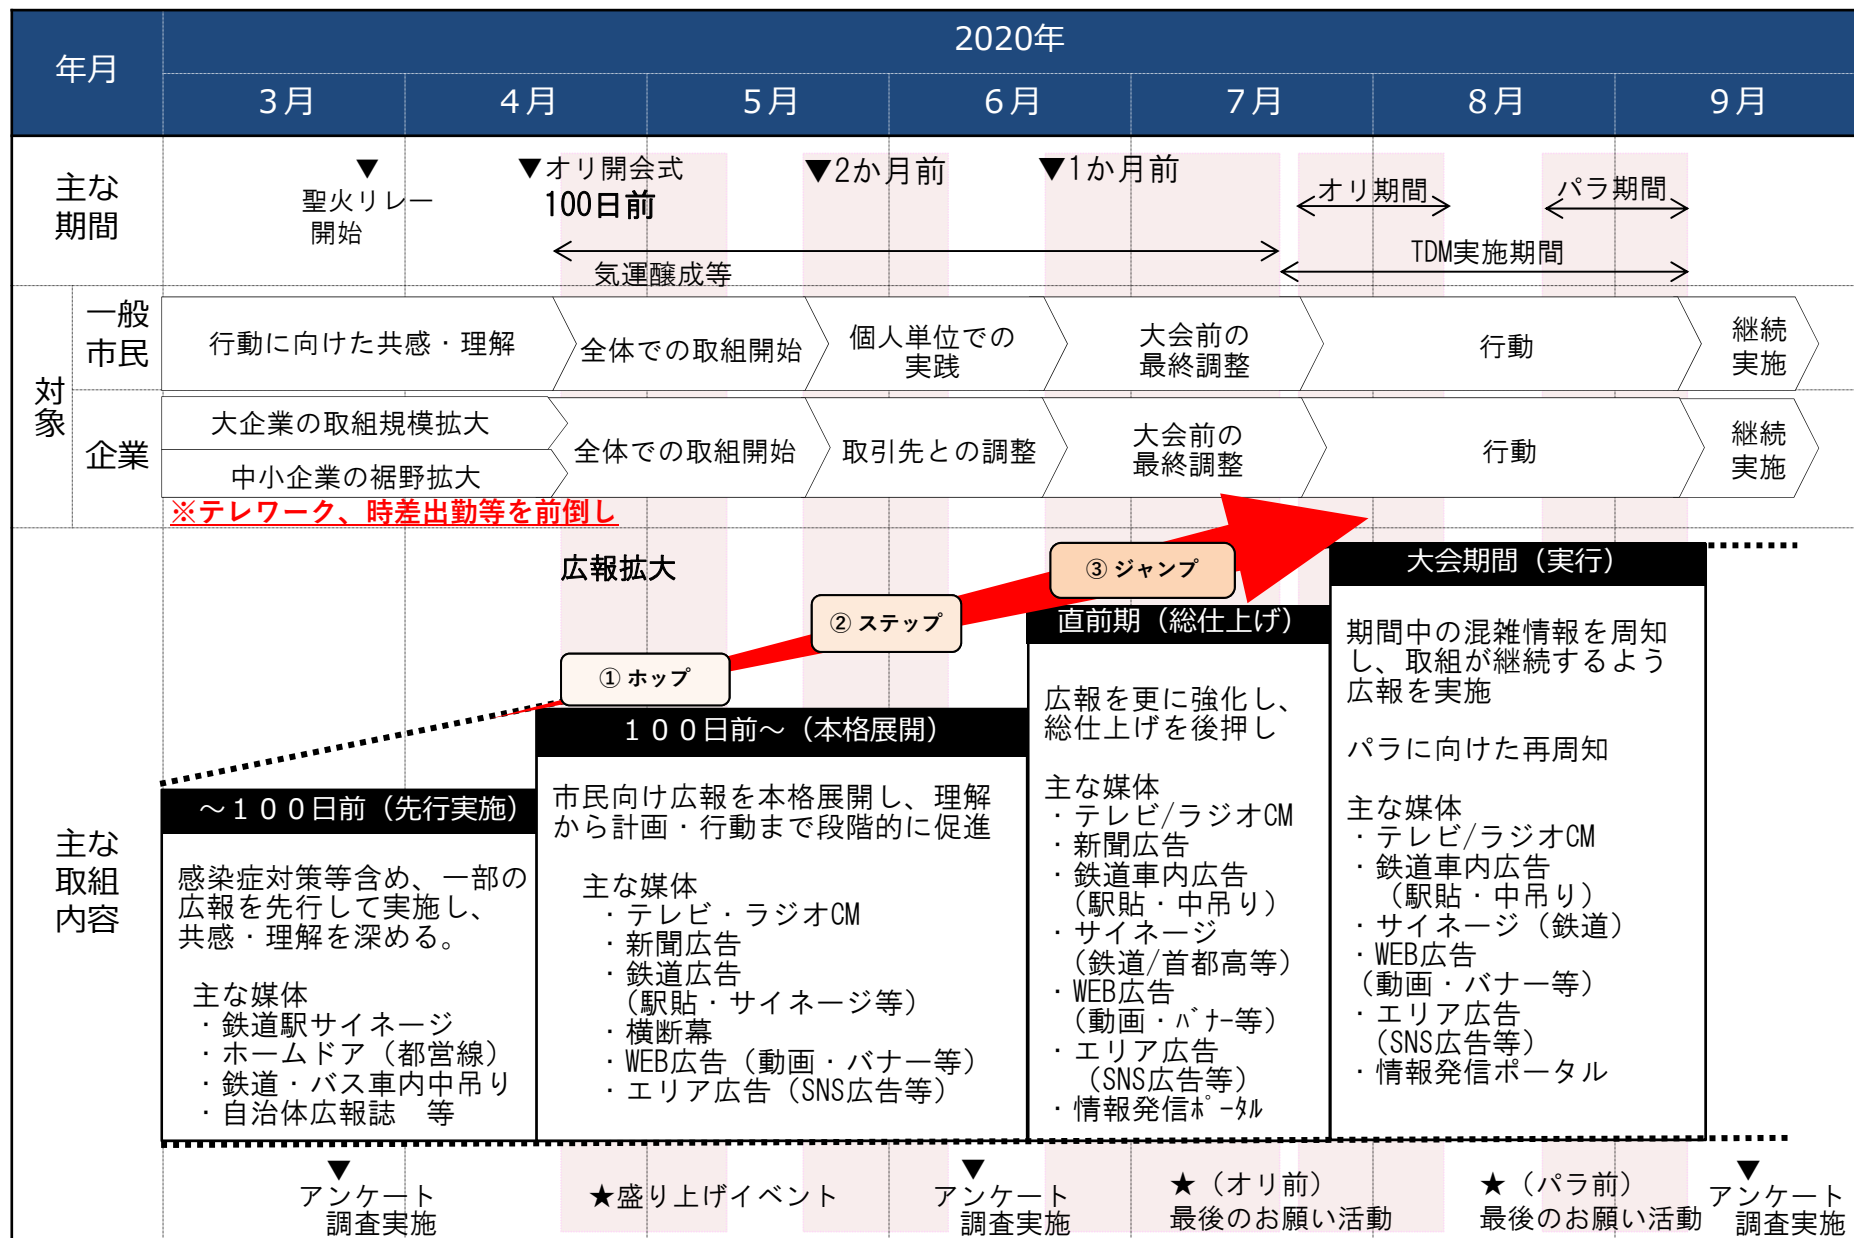 年月
2020年
3月
4月
5月
6月
7月
8月
9月
主な
期間
▼
聖火リレー
開始
▼オリ開会式
100日前
▼2か月前
▼1か月前
オリ期間
パラ期間
気運醸成等
TDM実施期間
対象
一般
市民
行動に向けた共感・理解
全体での取組開始
個人単位での
実践
大会前の
最終調整
行動
継続
実施
企業
大企業の取組規模拡大
中小企業の裾野拡大
全体での取組開始
取引先との調整
大会前の
最終調整
行動
継続
実施
※テレワーク、時差出勤等を前倒し
主な
取組
内容
広報拡大
① ホップ
② ステップ
③ ジャンプ
～１００日前（先行実施）
感染症対策等含め、一部の
広報を先行して実施し、
共感・理解を深める。
主な媒体
・鉄道駅サイネージ
・ホームドア（都営線）
・鉄道・バス車内中吊り
・自治体広報誌　等
１００日前～（本格展開）
市民向け広報を本格展開し、理解
から計画・行動まで段階的に促進
主な媒体
・テレビ・ラジオCM
・新聞広告
・鉄道広告
（駅貼・サイネージ等）
・横断幕
・WEB広告（動画・バナー等）
・エリア広告（SNS広告等）
直前期（総仕上げ）
広報を更に強化し、
総仕上げを後押し
主な媒体
・テレビ/ラジオCM
・新聞広告
・鉄道車内広告
（駅貼・中吊り）
・サイネージ
（鉄道/首都高等）
・WEB広告
（動画・ﾊﾞﾅｰ等）
・エリア広告
（SNS広告等）
・情報発信ﾎﾟｰﾀﾙ
大会期間（実行）
期間中の混雑情報を周知
し、取組が継続するよう
広報を実施
パラに向けた再周知
主な媒体
・テレビ/ラジオCM
・鉄道車内広告
（駅貼・中吊り）
・サイネージ（鉄道）
・WEB広告
（動画・バナー等）
・エリア広告
（SNS広告等）
・情報発信ポータル
▼
アンケート
調査実施
★盛り上げイベント
▼
アンケート
調査実施
★（オリ前）
最後のお願い活動
★（パラ前）
最後のお願い活動
▼
アンケート
調査実施